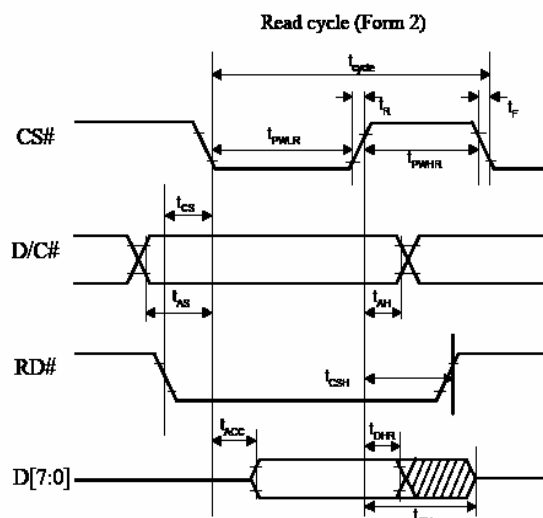 Read cycle (Form 2)
tcycle
tR
tF
CS#
tPWLR
tPWHR
tCS
D/C#
tAS
tAH
RD#
tCSH
tACC
tDHR
D[7:0]